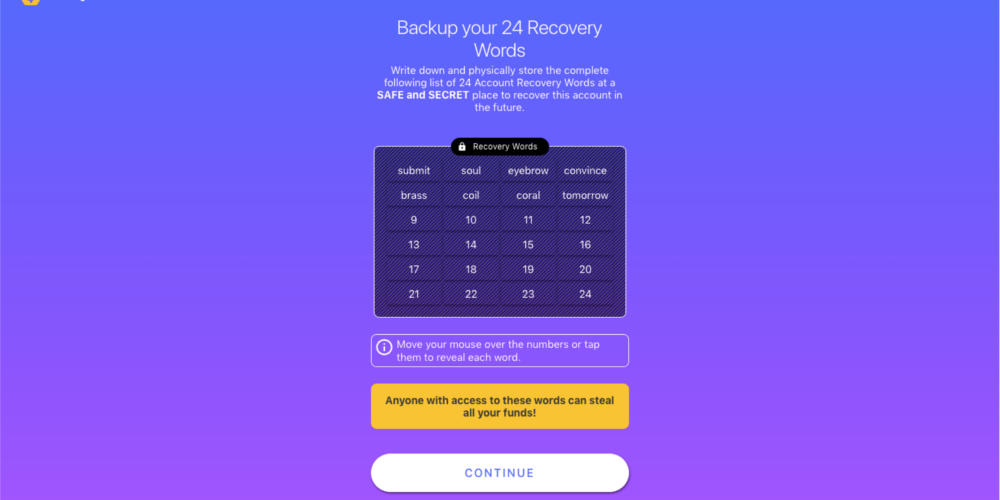 Backup your 24 Recovery
Words
Write down and physically store the complete
following list of 24 Account Recovery Words at a
SAFE and SECRET place to recover this account in
the future.
Recovery Words
submit soul eyebrow convince
brass coil coral tomorrow
9 10 11 12
13 14 15 16
17 18 19 20
21 22 23 24
Move your mouse over the numbers or tap
them to reveal each word.
Anyone with access to these words can steal
all your funds!
CONTINUE